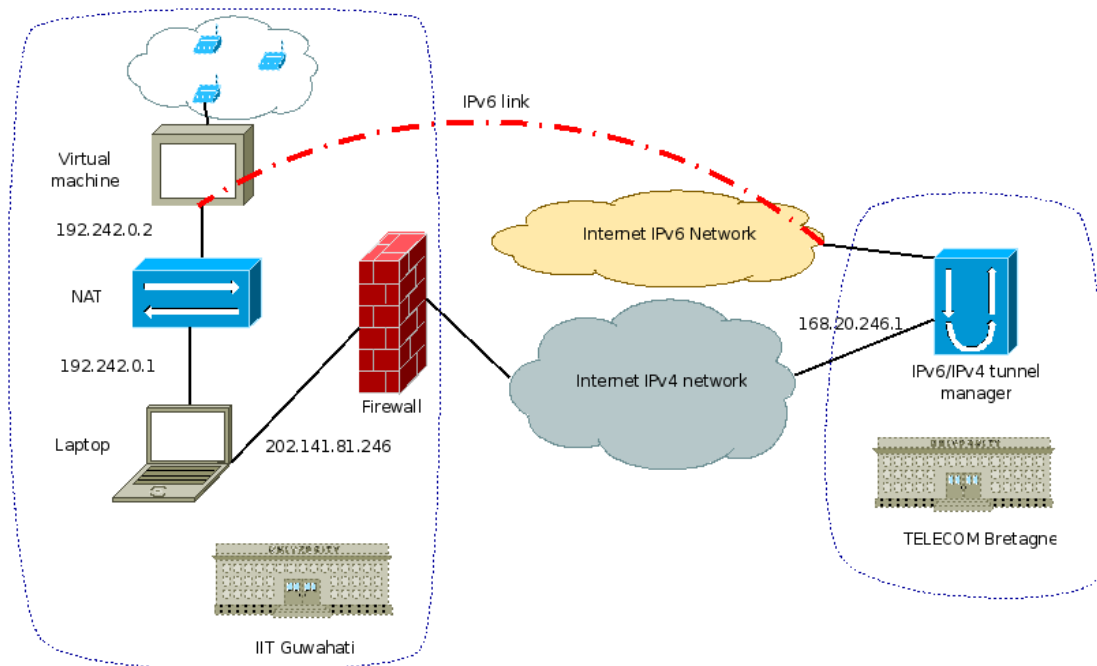 IPv6 link
Virtual
machine
192.242.0.2
Internet IPv6 Network
NAT
168.20.246.1
192.242.0.1
Internet IPv4 network
IPv6/IPv4 tunnel
manager
Firewall
Laptop
202.141.81.246
UNIVERSITY
TELECOM Bretagne
UNIVERSITY
IIT Guwahati